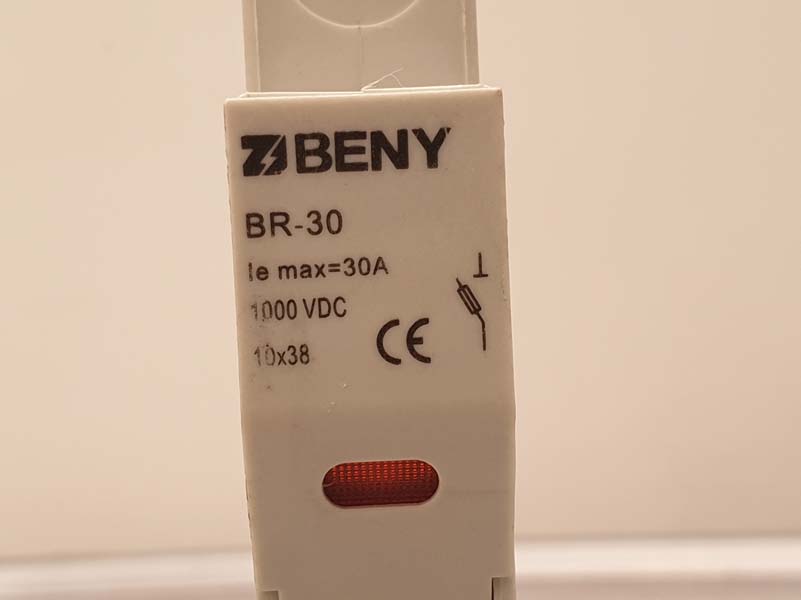 BENY
BR-30
Ie max=30A
1000 VDC
10x38
CE